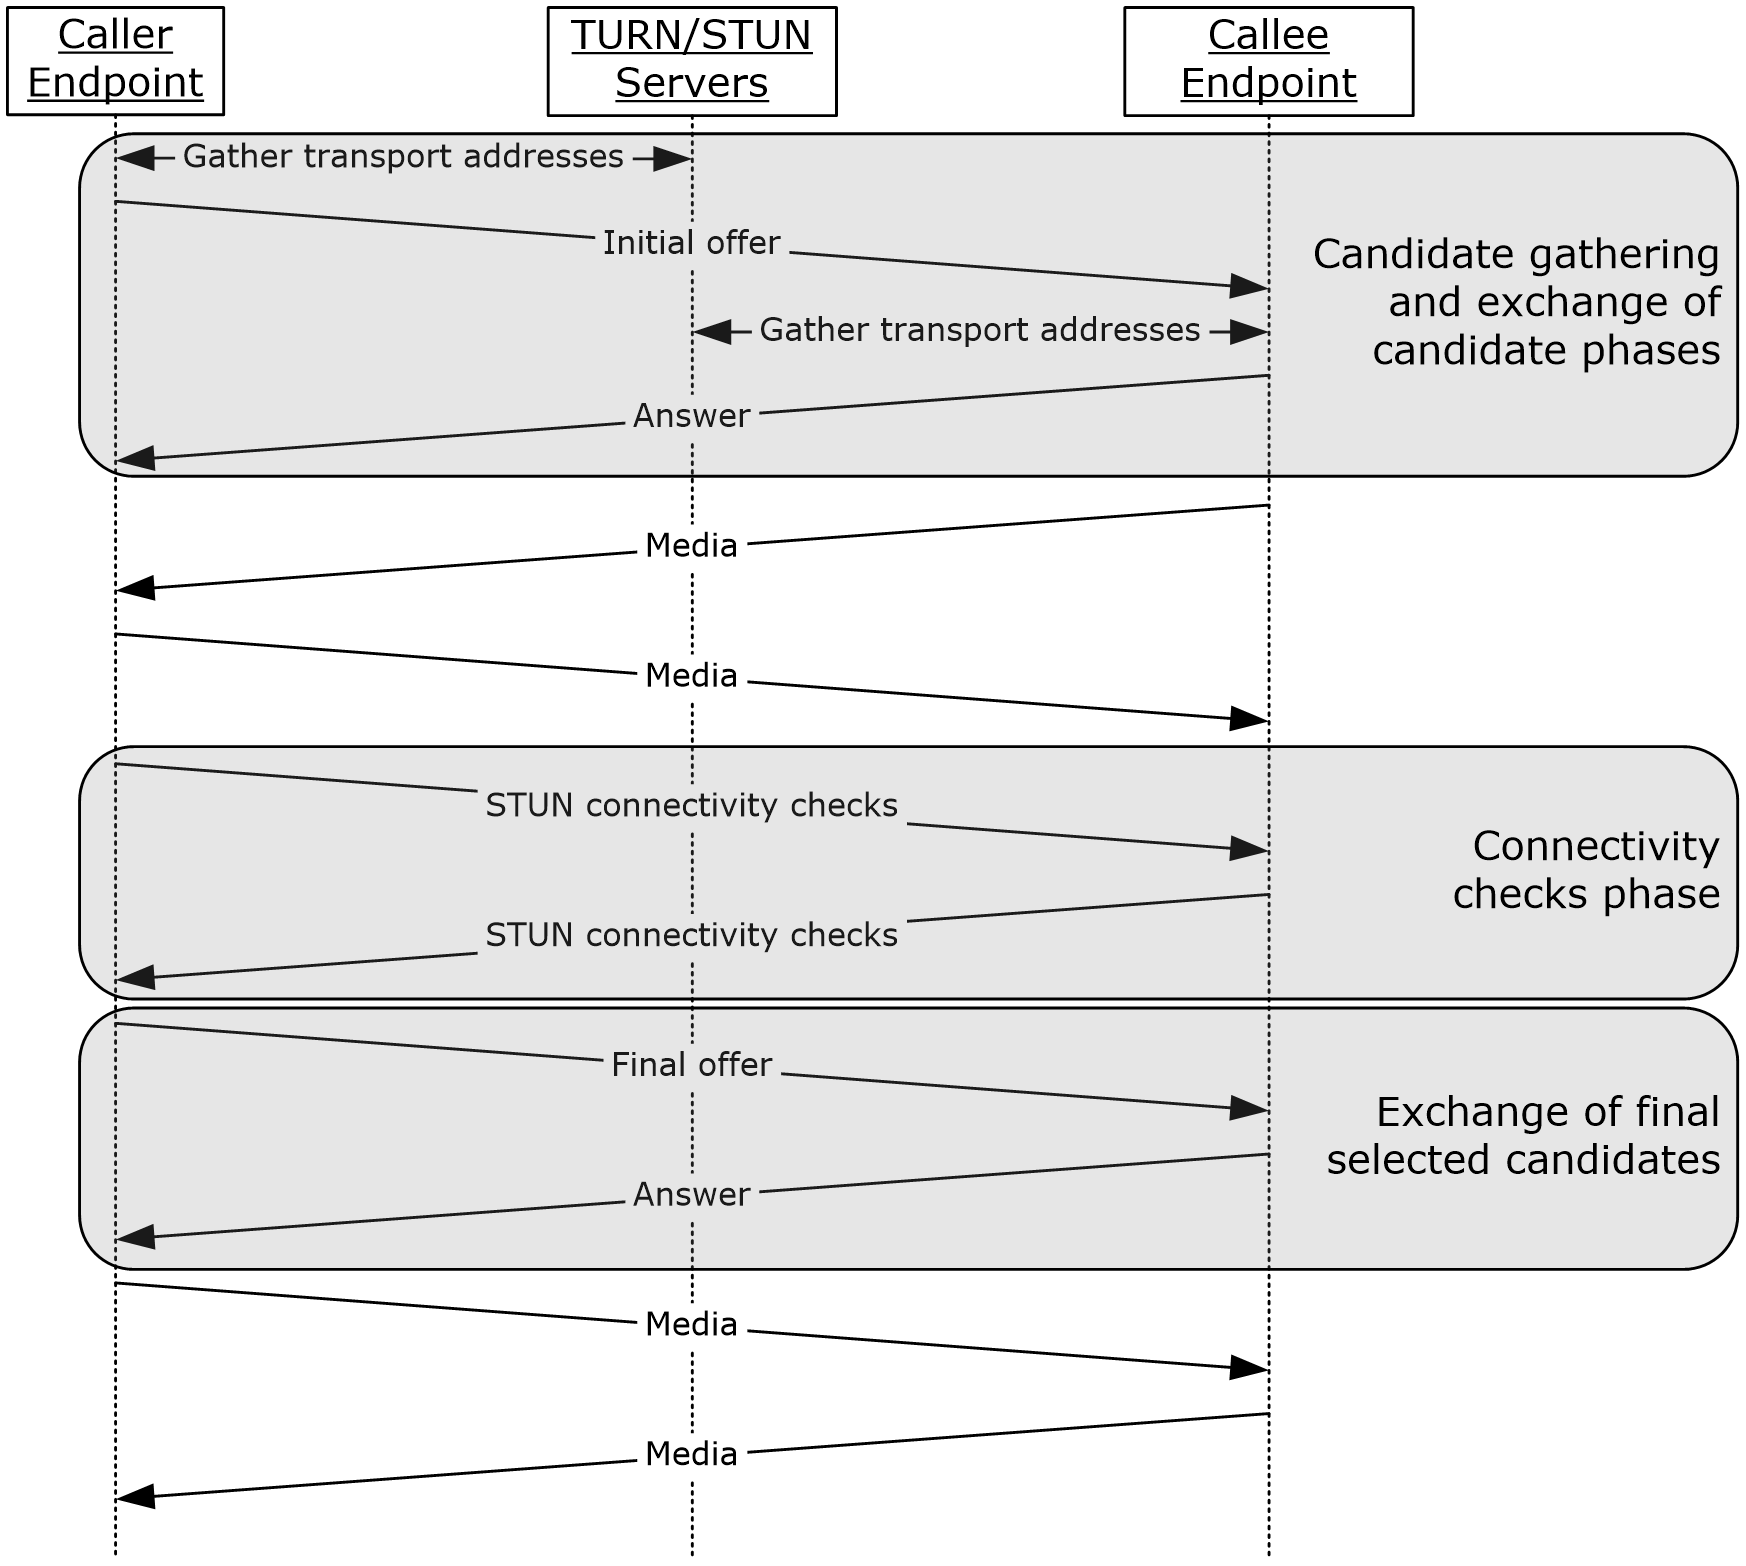 Caller
Endpoint
TURN/STUN
Servers
Callee
Endpoint
Gather transport addresses
Initial offer
Candidate gathering
and exchange of
candidate phases
Gather transport addresses
Answer
Media
Media
STUN connectivity checks
Connectivity
checks phase
STUN connectivity checks
Final offer
Exchange of final
selected candidates
Answer
Media
Media